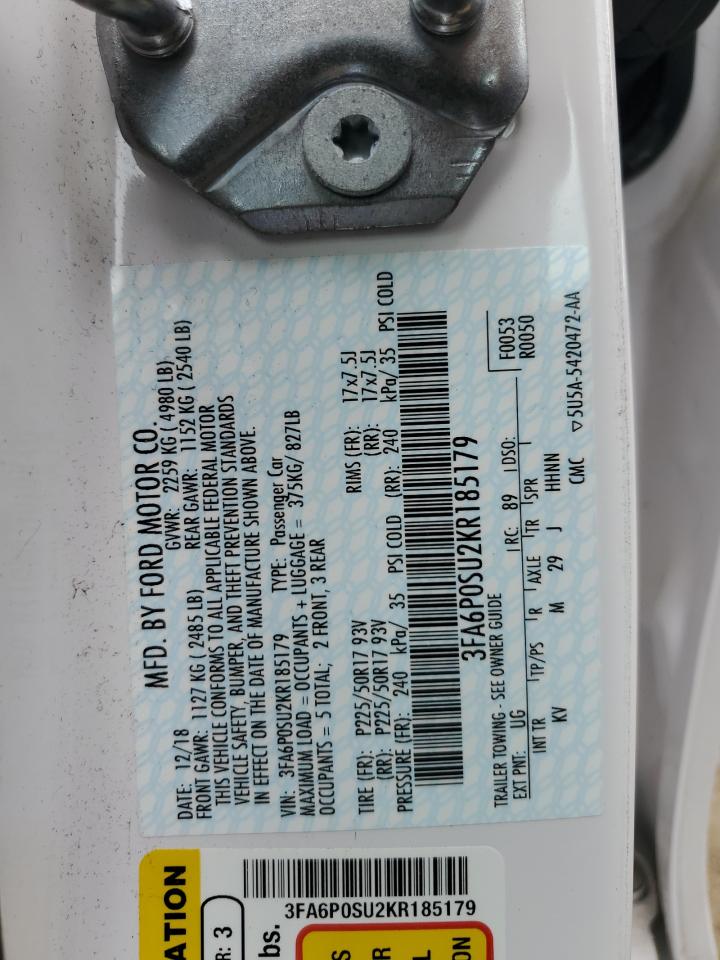 MFD. BY FORD MOTOR CO.
DATE: 12/18 GVWR: 2259 KG ( 4980 LB)
FRONT GAWR: 1127 KG ( 2485 LB) REAR GAWR: 1152 KG ( 2540 LB)
THIS VEHICLE CONFORMS TO ALL APPLICABLE FEDERAL MOTOR
VEHICLE SAFETY, BUMPER, AND THEFT PREVENTION STANDARDS
IN EFFECT ON THE DATE OF MANUFACTURE SHOWN ABOVE.
VIN: 3FA6P0SU2KR185179 TYPE: Passenger Car
MAXIMUM LOAD = OCCUPANTS + LUGGAGE = 375KG/ 827LB
OCCUPANTS = 5 TOTAL; 2 FRONT, 3 REAR
TIRE (FR): P225/50R17 93V RIMS (FR): 17x7.5J
(RR): P225/50R17 93V (RR): 17x7.5J
PRESSURE (FR): 240 kPa/ 35 PSI COLD (RR): 240 kPa/ 35 PSI COLD
3FA6P0SU2KR185179
TRAILER TOWING - SEE OWNER GUIDE
F0053
R0050
EXT PNT: UG RC: 89 DSO:
INT TR TP/PS R AXLE TR SPR
KV M 29 J HHNN
CMC ▽5U5A-5420472-AA
3FA6P0SU2KR185179
ATION
R: 3
bs.
S
R
L
ON